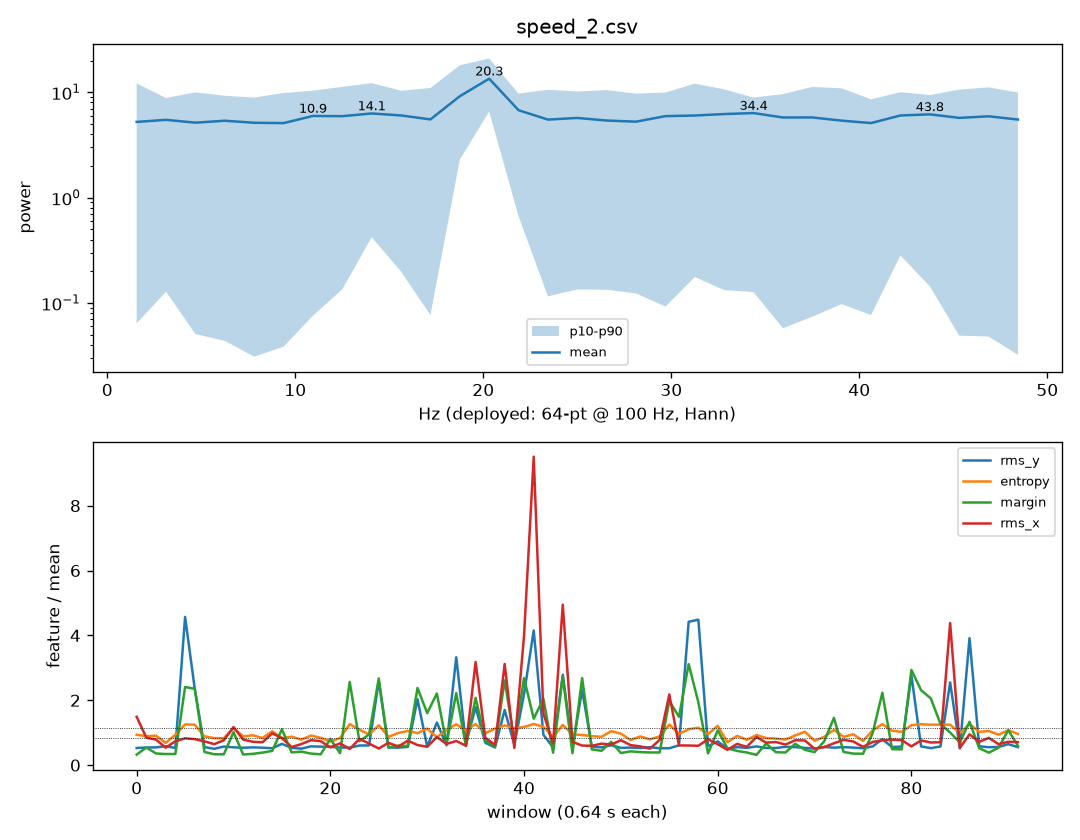 speed_2.csv
power
10¹
10⁰
10⁻¹
10.9
14.1
20.3
34.4
43.8
p10-p90
mean
0
10
20
30
40
50
Hz (deployed: 64-pt @ 100 Hz, Hann)
feature / mean
8
6
4
2
0
rms_y
entropy
margin
rms_x
0
20
40
60
80
window (0.64 s each)